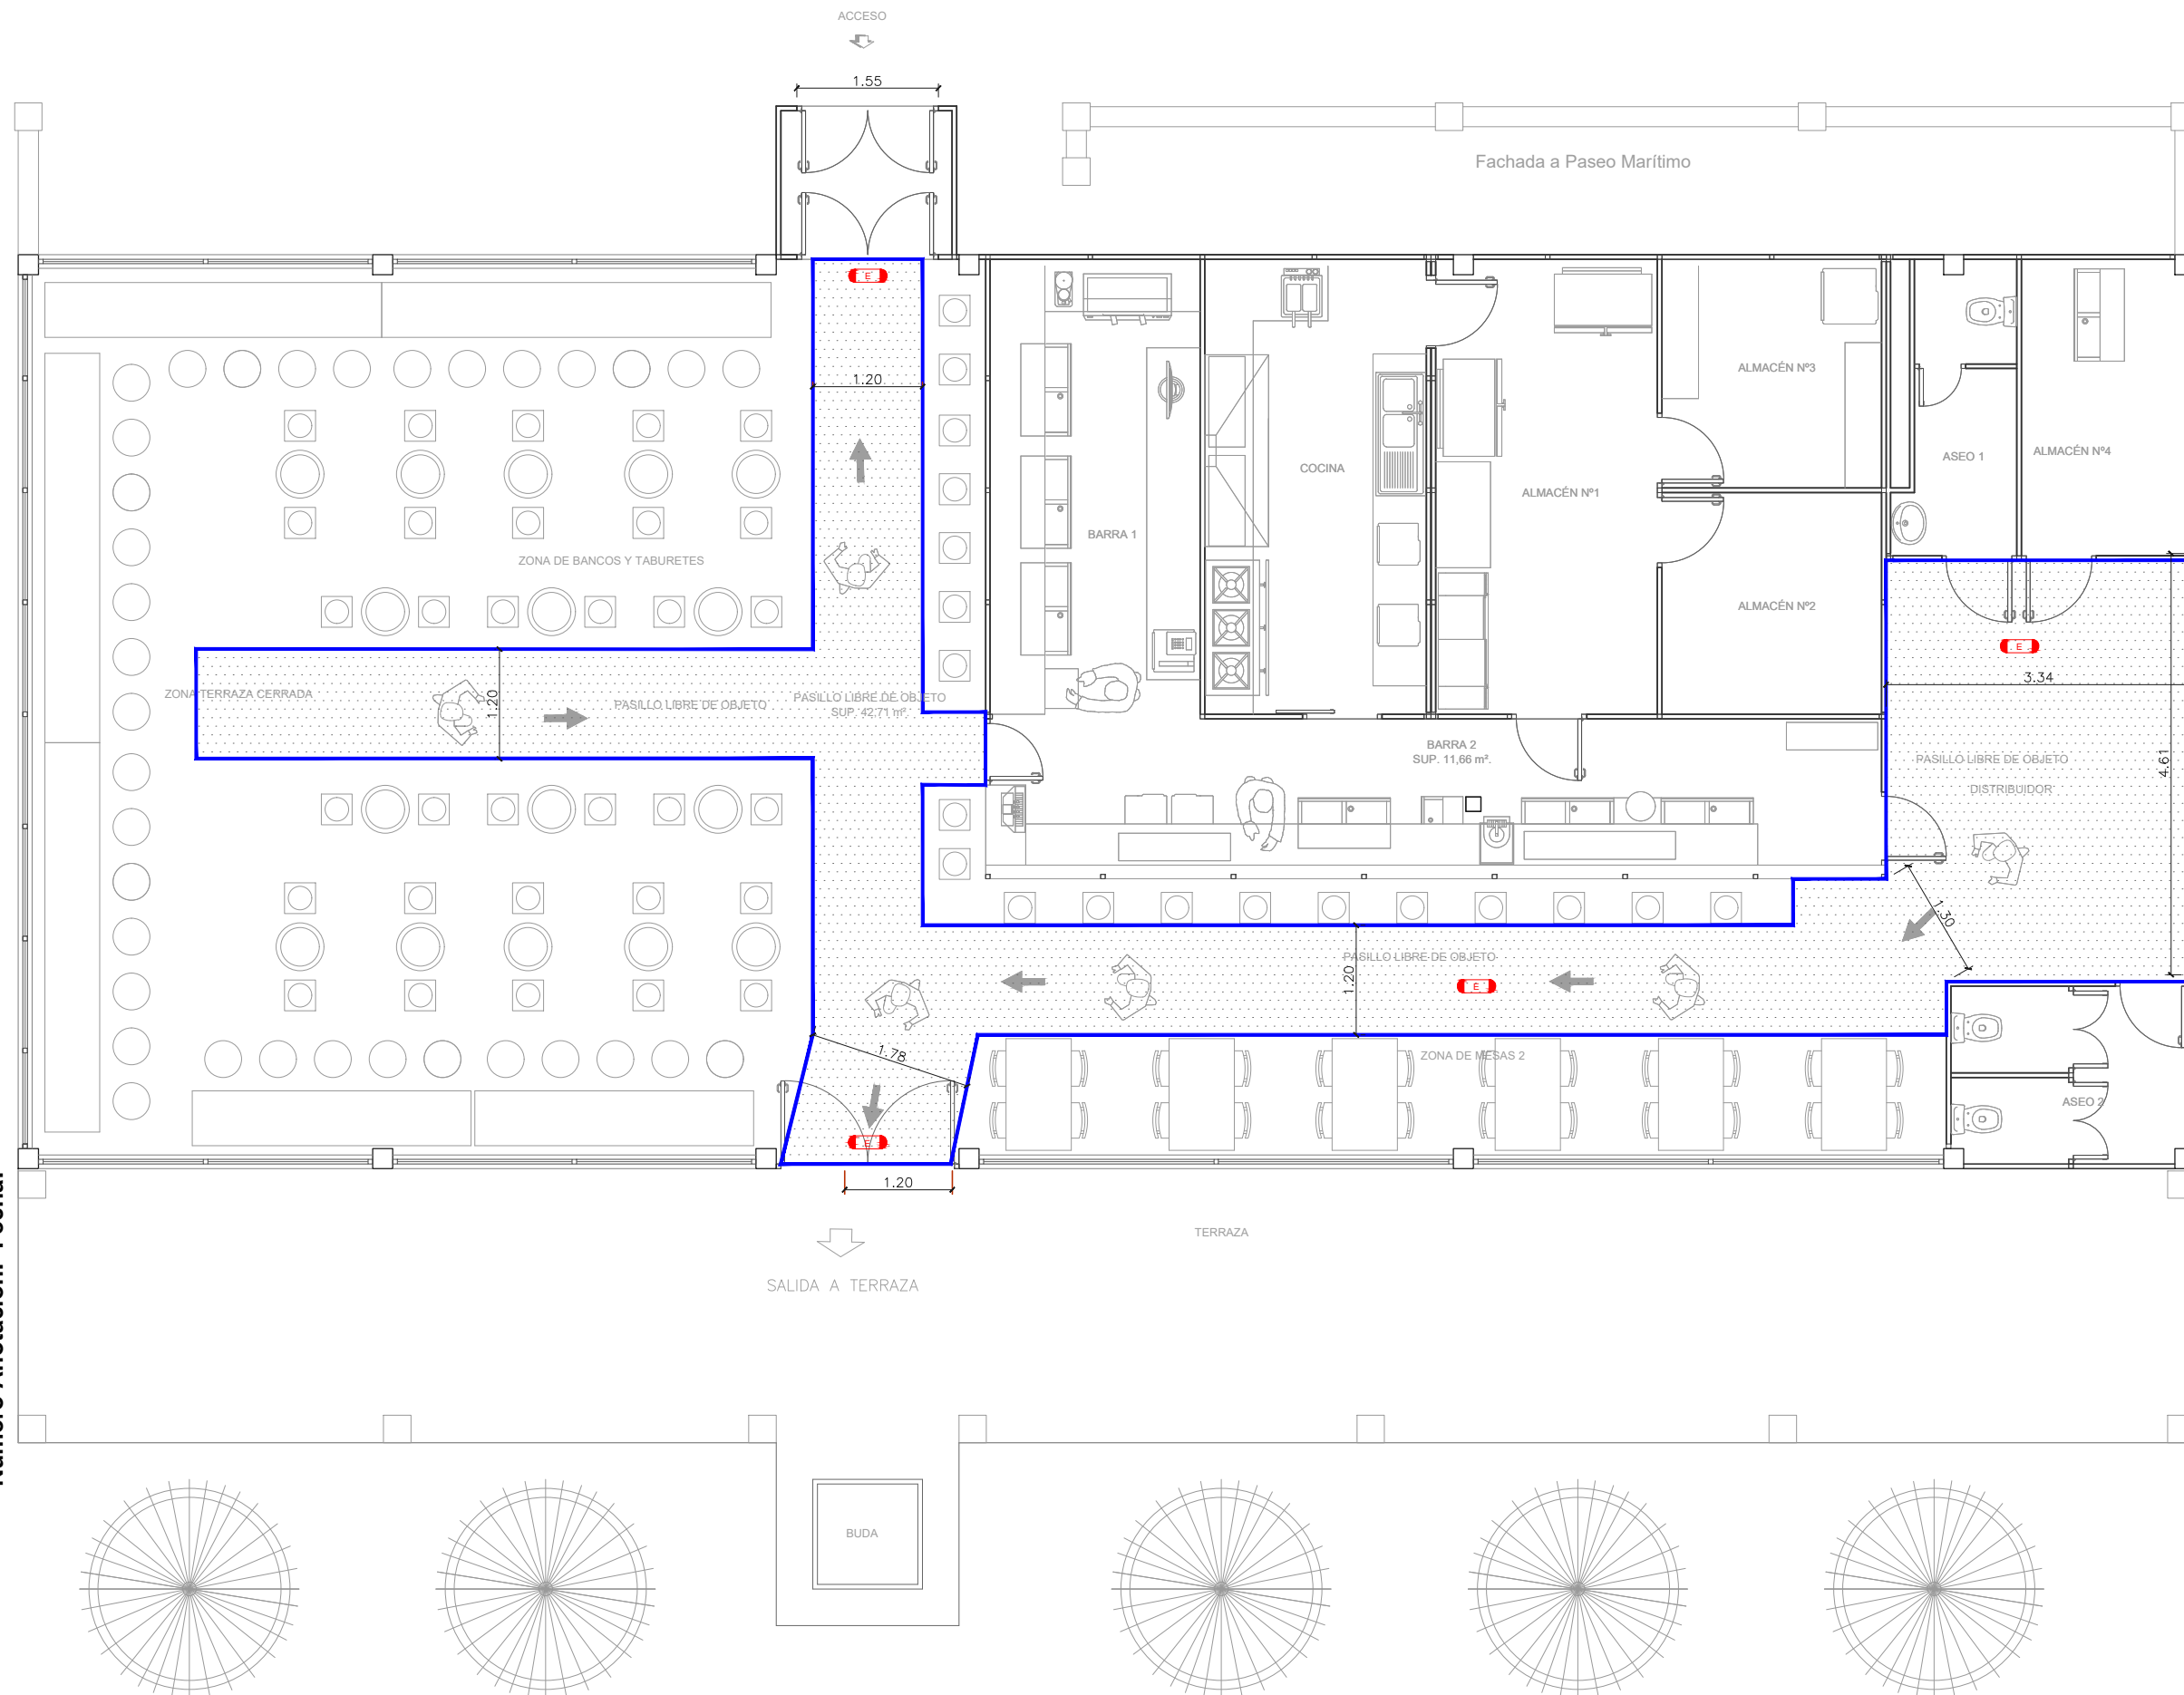 ACCESO
1.55
Fachada a Paseo Marítimo
E
1.20
ALMACÉN Nº3
ASEO 1
ALMACÉN Nº4
COCINA
ALMACÉN Nº1
BARRA 1
ZONA DE BANCOS Y TABURETES
ALMACÉN Nº2
E
3.34
ZONA TERRAZA CERRADA
1.20
PASILLO LIBRE DE OBJETO
PASILLO LIBRE DE OBJETO
SUP. 42,71 m².
BARRA 2
SUP. 11,66 m².
PASILLO LIBRE DE OBJETO
4.61
DISTRIBUIDOR
1.30
PASILLO LIBRE DE OBJETO
1.20
E
1.78
ZONA DE MESAS 2
ASEO 2
E
1.20
TERRAZA
SALIDA A TERRAZA
BUDA